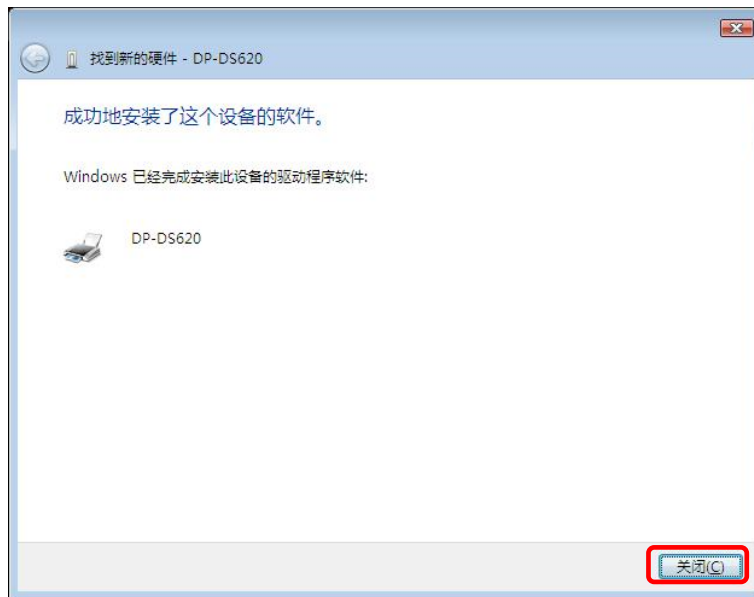 找到新的硬件 - DP-DS620
成功地安装了这个设备的软件。
Windows 已经完成安装此设备的驱动程序软件:
DP-DS620
关闭(C)